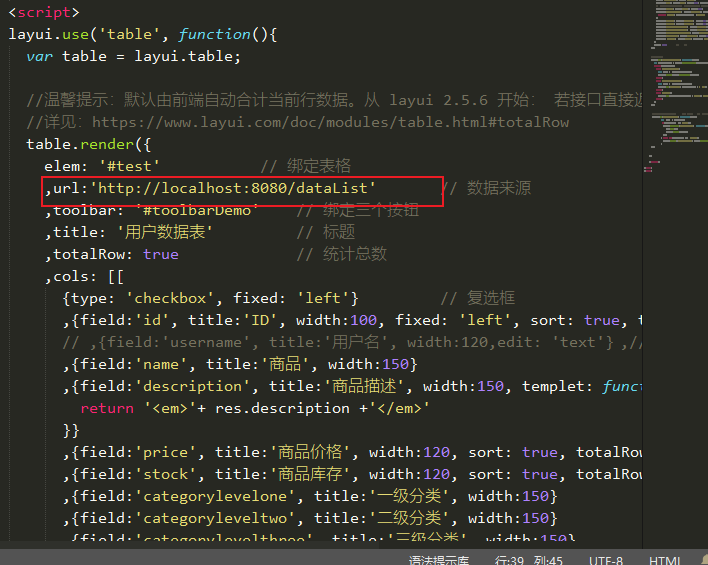 <script>
layui.use('table', function(){
var table = layui.table;
//温馨提示: 默认由前端自动合计当前行数据。从 layui 2.5.6 开始: 若接口直接返
//详见: https://www.layui.com/doc/modules/table.html#totalRow
table.render({
elem: '#test' // 绑定表格
,url:'http://localhost:8080/dataList' // 数据来源
,toolbar: '#toolbarDemo' // 绑定三个按钮
,title: '用户数据表' // 标题
,totalRow: true // 统计总数
,cols: [[
{type: 'checkbox', fixed: 'left'} // 复选框
,{field:'id', title:'ID', width:100, fixed: 'left', sort: true, t
// ,{field:'username', title:'用户名', width:120,edit: 'text'} ,//
,{field:'name', title:'商品', width:150}
,{field:'description', title:'商品描述', width:150, templet: func
return '<em>'+ res.description +'</em>'
}}
,{field:'price', title:'商品价格', width:120, sort: true, totalRow
,{field:'stock', title:'商品库存', width:120, sort: true, totalRow
,{field:'categorylevelone', title:'一级分类', width:150}
,{field:'categoryleveltwo', title:'二级分类', width:150}
,{field:'categorylevelthree', title:'三级分类', width:150}
语法提示库 行:39 列:45 UTF-8 HTML